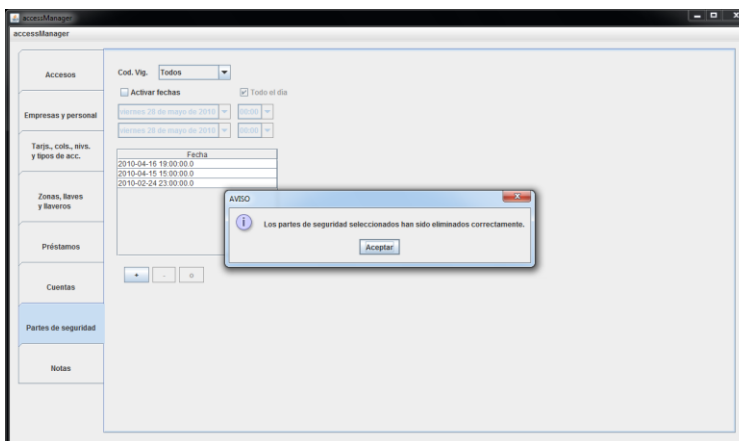 accessManager
accessManager
Accesos
Empresas y personal
Tarjs., cols., nivs.
y tipos de acc.
Zonas, llaves
y llaveros
Préstamos
Cuentas
Partes de seguridad
Notas
Cod. Vig. Todos
Activar fechas Todo el día
viernes 28 de mayo de 2010 00:00
viernes 28 de mayo de 2010 00:00
Fecha
2010-04-16 19:00:00.0
2010-04-15 15:00:00.0
2010-02-24 23:00:00.0
AVISO
Los partes de seguridad seleccionados han sido eliminados correctamente.
Aceptar
+ - o